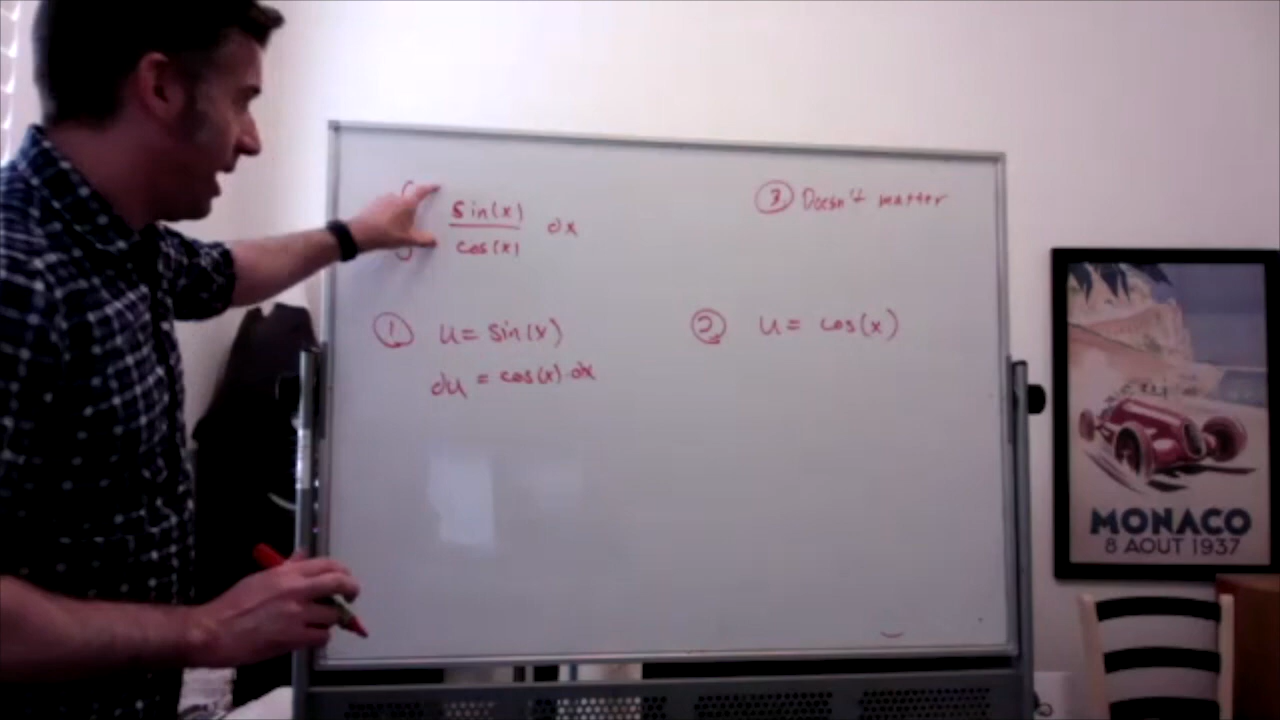 ∫ sin(x)/cos(x) dx
③ Doesn't matter
① u = sin(x)
du = cos(x)·dx
② u = cos(x)
MONACO
8 AOUT 1937